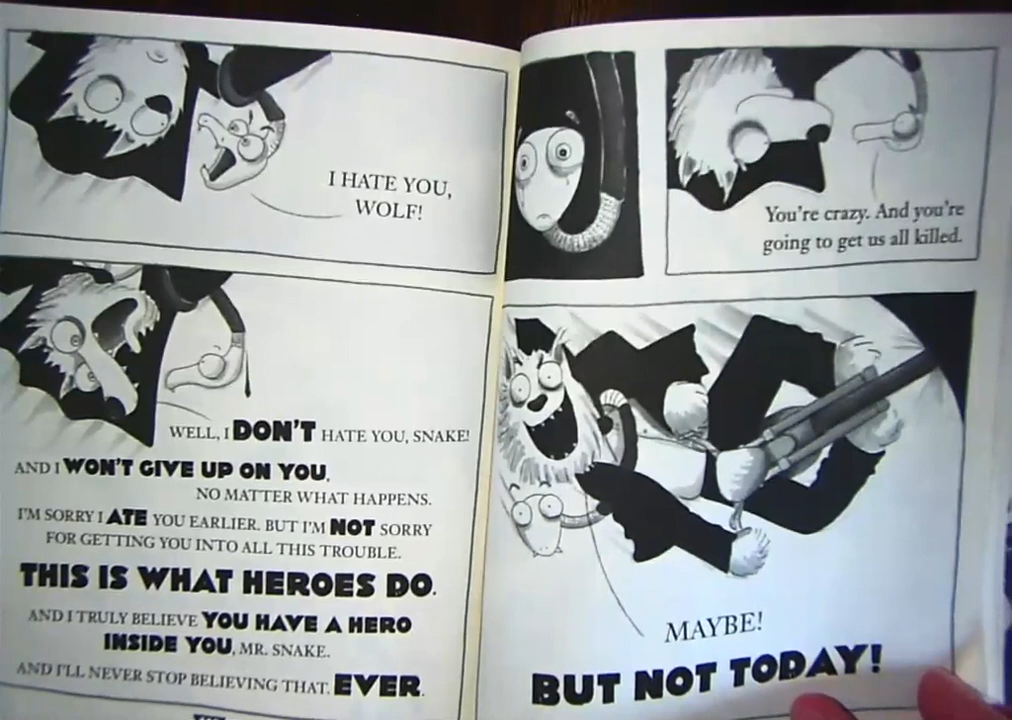 I HATE YOU,
WOLF!
WELL, I DON'T HATE YOU, SNAKE!
AND I WON'T GIVE UP ON YOU,
NO MATTER WHAT HAPPENS.
I'M SORRY I ATE YOU EARLIER. BUT I'M NOT SORRY
FOR GETTING YOU INTO ALL THIS TROUBLE.
THIS IS WHAT HEROES DO.
AND I TRULY BELIEVE YOU HAVE A HERO
INSIDE YOU, MR. SNAKE.
AND I'LL NEVER STOP BELIEVING THAT. EVER.
You're crazy. And you're
going to get us all killed.
MAYBE!
BUT NOT TODAY!